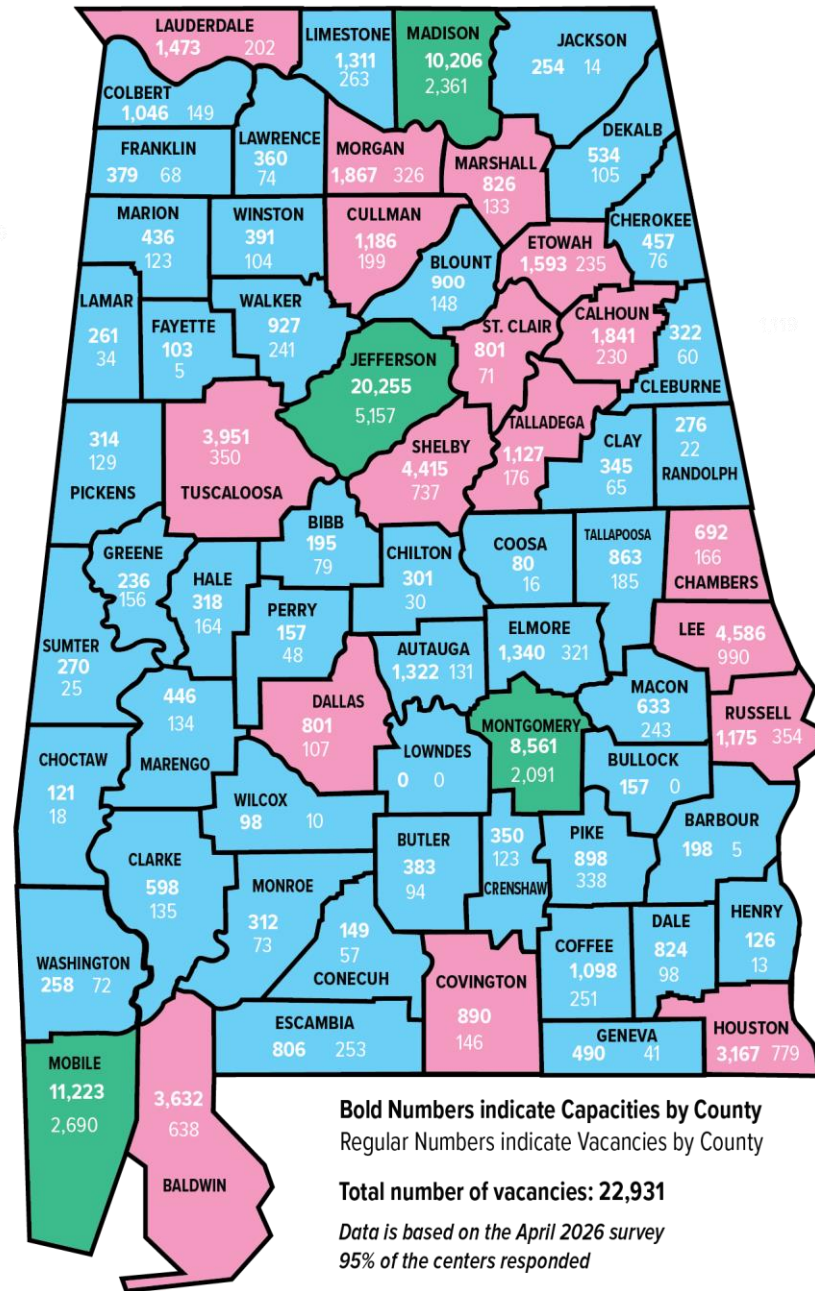 LAUDERDALE
1,473 202
LIMESTONE
1,311
263
MADISON
10,206
2,361
JACKSON
254 14
COLBERT
1,046 149
FRANKLIN
379 68
LAWRENCE
360
74
MORGAN
1,867 326
MARSHALL
826
133
DEKALB
534
105
MARION
436
123
WINSTON
391
104
CULLMAN
1,186
199
BLOUNT
900
148
ETOWAH
1,593 235
CHEROKEE
457
76
LAMAR
261
34
FAYETTE
103
5
WALKER
927
241
JEFFERSON
20,255
5,157
ST. CLAIR
801
71
CALHOUN
1,841
230
322
60
CLEBURNE
314
129
PICKENS
3,951
350
TUSCALOOSA
SHELBY
4,415
737
TALLADEGA
1,127
176
CLAY
345
65
276
22
RANDOLPH
GREENE
236
156
HALE
318
164
BIBB
195
79
CHILTON
301
30
COOSA
80
16
TALLAPOOSA
863
185
692
166
CHAMBERS
SUMTER
270
25
PERRY
157
48
AUTAUGA
1,322 131
ELMORE
1,340 321
LEE 4,586
990
446
134
MARENGO
DALLAS
801
107
LOWNDES
0 0
MONTGOMERY
8,561
2,091
MACON
633
243
RUSSELL
1,175 354
CHOCTAW
121
18
WILCOX
98 10
BULLOCK
157 0
CLARKE
598
135
MONROE
312
73
BUTLER
383
94
350
123
CRENSHAW
PIKE
898
338
BARBOUR
198 5
WASHINGTON
258 72
149
57
CONECUH
COVINGTON
890
146
COFFEE
1,098
251
DALE
824
98
HENRY
126
13
ESCAMBIA
806 253
GENEVA
490 41
HOUSTON
3,167 779
MOBILE
11,223
2,690
3,632
638
BALDWIN
Bold Numbers indicate Capacities by County
Regular Numbers indicate Vacancies by County
Total number of vacancies: 22,931
Data is based on the April 2026 survey
95% of the centers responded